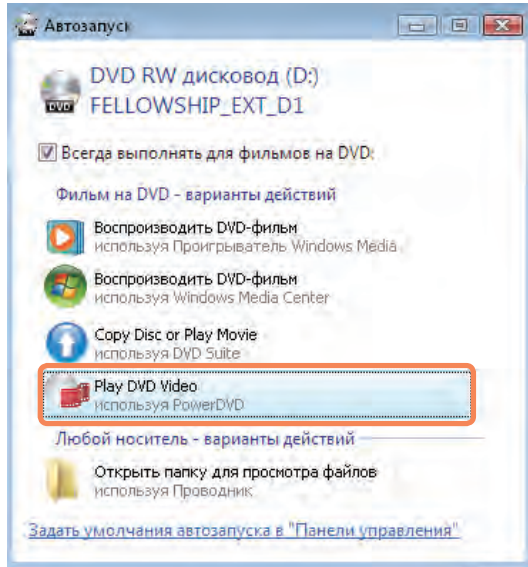 Автозапуск
DVD RW дисковод (D:)
FELLOWSHIP_EXT_D1
Всегда выполнять для фильмов на DVD:
Фильм на DVD - варианты действий
Воспроизводить DVD-фильм
используя Проигрыватель Windows Media
Воспроизводить DVD-фильм
используя Windows Media Center
Copy Disc or Play Movie
используя DVD Suite
Play DVD Video
используя PowerDVD
Любой носитель - варианты действий
Открыть папку для просмотра файлов
используя Проводник
Задать умолчания автозапуска в "Панели управления"